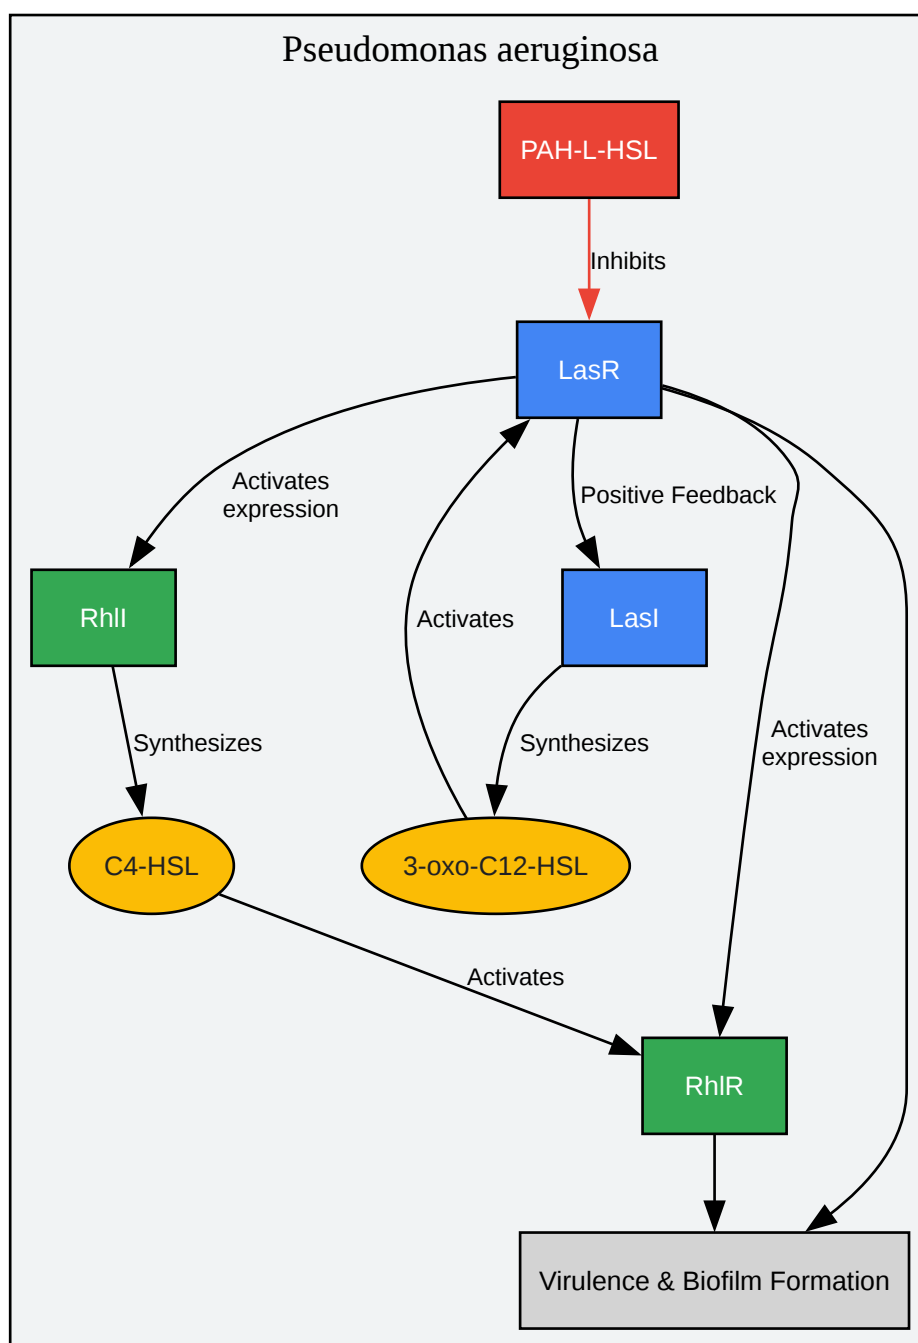 Pseudomonas aeruginosa
PAH-L-HSL
Inhibits
LasR
Activates
expression
Positive Feedback
RhlI
Activates
LasI
Synthesizes
Synthesizes
Activates
expression
C4-HSL
3-oxo-C12-HSL
Activates
RhlR
Virulence & Biofilm Formation